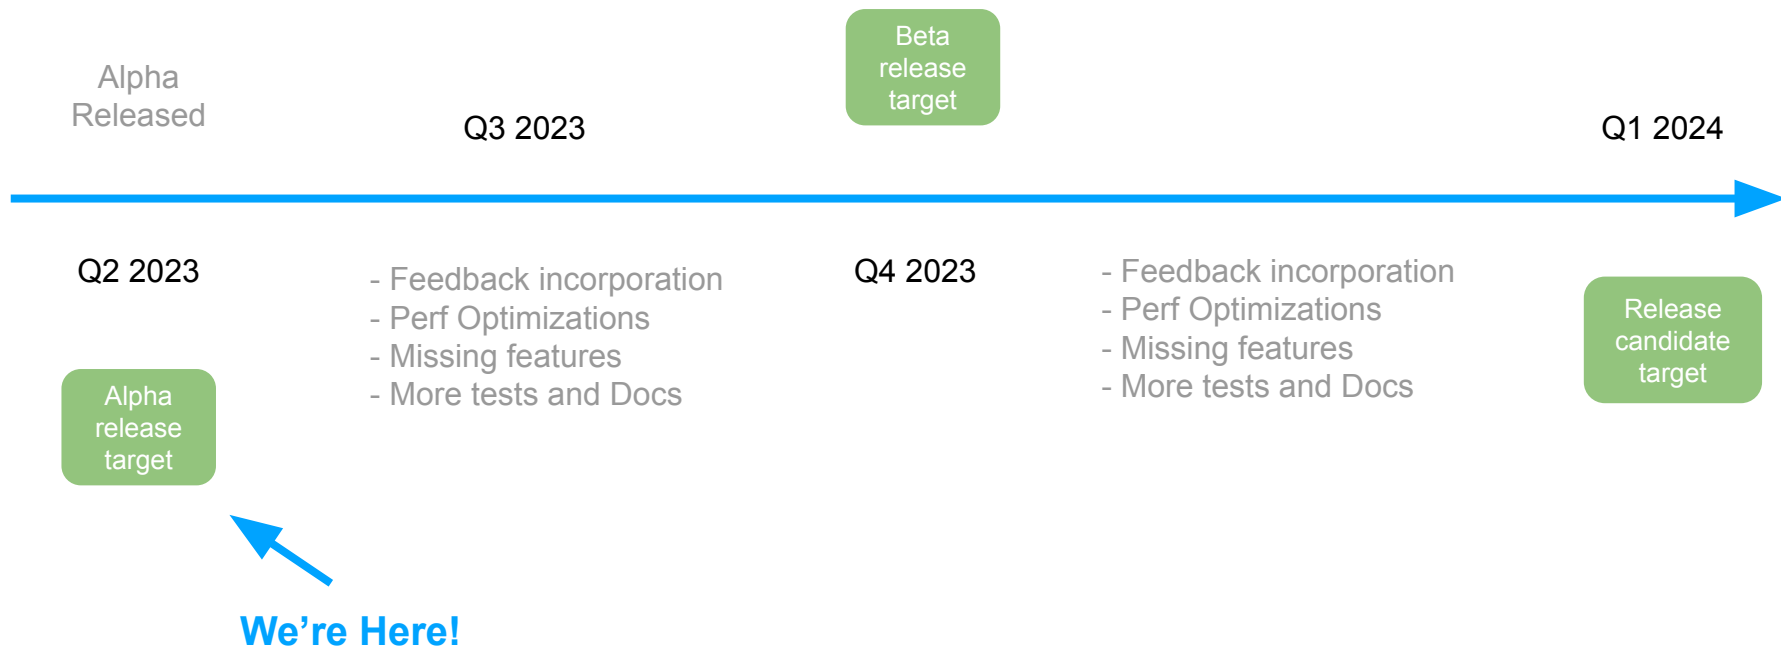 Alpha
Released
Q3 2023
Beta
release
target
Q1 2024
Q2 2023
- Feedback incorporation
- Perf Optimizations
- Missing features
- More tests and Docs
Q4 2023
- Feedback incorporation
- Perf Optimizations
- Missing features
- More tests and Docs
Release
candidate
target
Alpha
release
target
We’re Here!